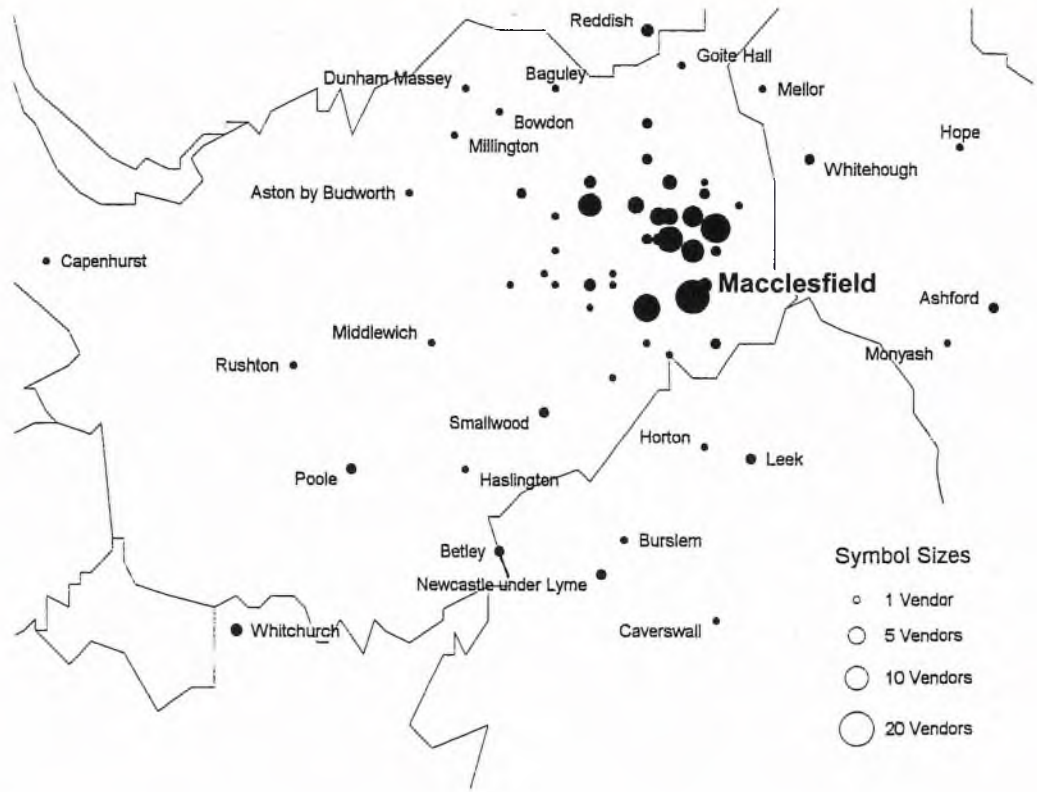 Reddish
Goite Hall
Dunham Massey
Baguley
Mellor
Bowdon
Millington
Hope
Whitehough
Aston by Budworth
Capenhurst
Macclesfield
Ashford
Middlewich
Monyash
Rushton
Smallwood
Horton
Leek
Poole
Haslington
Burslem
Betley
Newcastle under Lyme
Whitchurch
Caverswall
Symbol Sizes
1 Vendor
5 Vendors
10 Vendors
20 Vendors